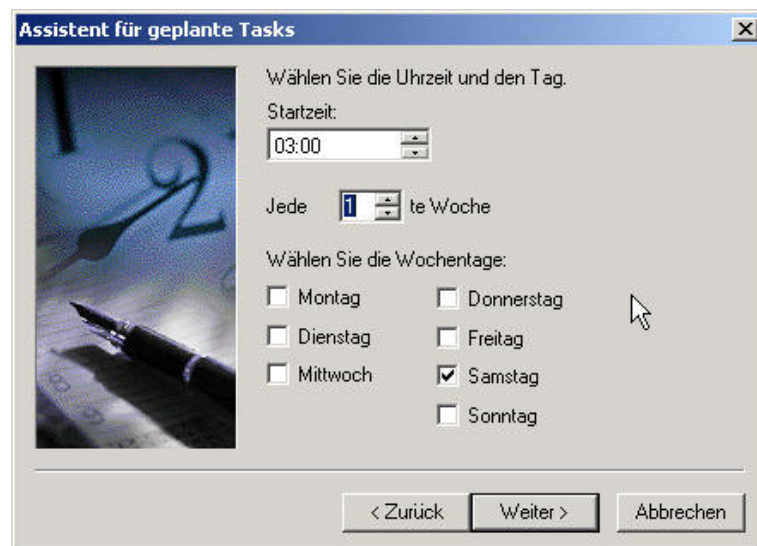 Assistent für geplante Tasks
Wählen Sie die Uhrzeit und den Tag.
Startzeit:
03:00
Jede 1 te Woche
Wählen Sie die Wochentage:
Montag Donnerstag
Dienstag Freitag
Mittwoch Samstag
Sonntag
< Zurück Weiter > Abbrechen